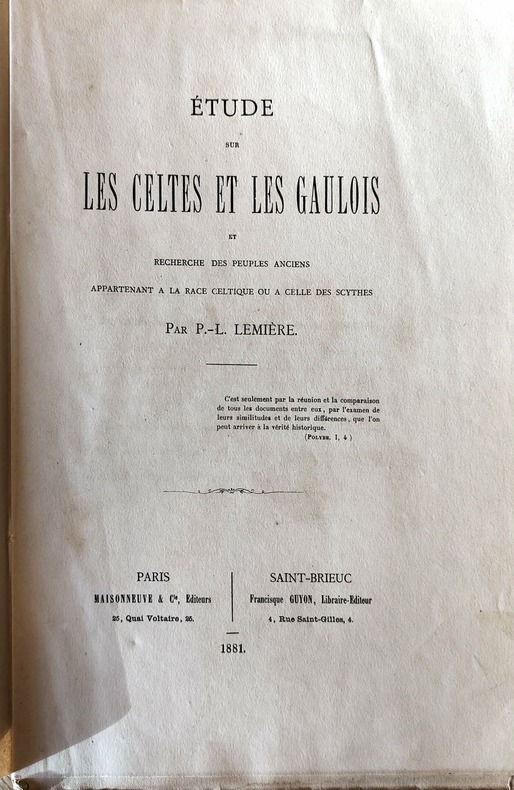 ÉTUDE
SUR
LES CELTES ET LES GAULOIS
ET
RECHERCHE DES PEUPLES ANCIENS
APPARTENANT A LA RACE CELTIQUE OU A CELLE DES SCYTHES
PAR P.-L. LEMIÈRE.
C'est seulement par la réunion et la comparaison
de tous les documents entre eux, par l'examen de
leurs similitudes et de leurs différences, que l'on
peut arriver à la vérité historique.
(POLYBE. I, 4)
PARIS
MAISONNEUVE & Cie, Editeurs
25, Quai Voltaire, 25.
SAINT-BRIEUC
Francisque GUYON, Libraire-Editeur
4, Rue Saint-Gilles, 4.
1881.